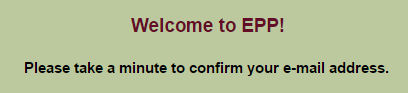 Welcome to EPP!
Please take a minute to confirm your e-mail address.